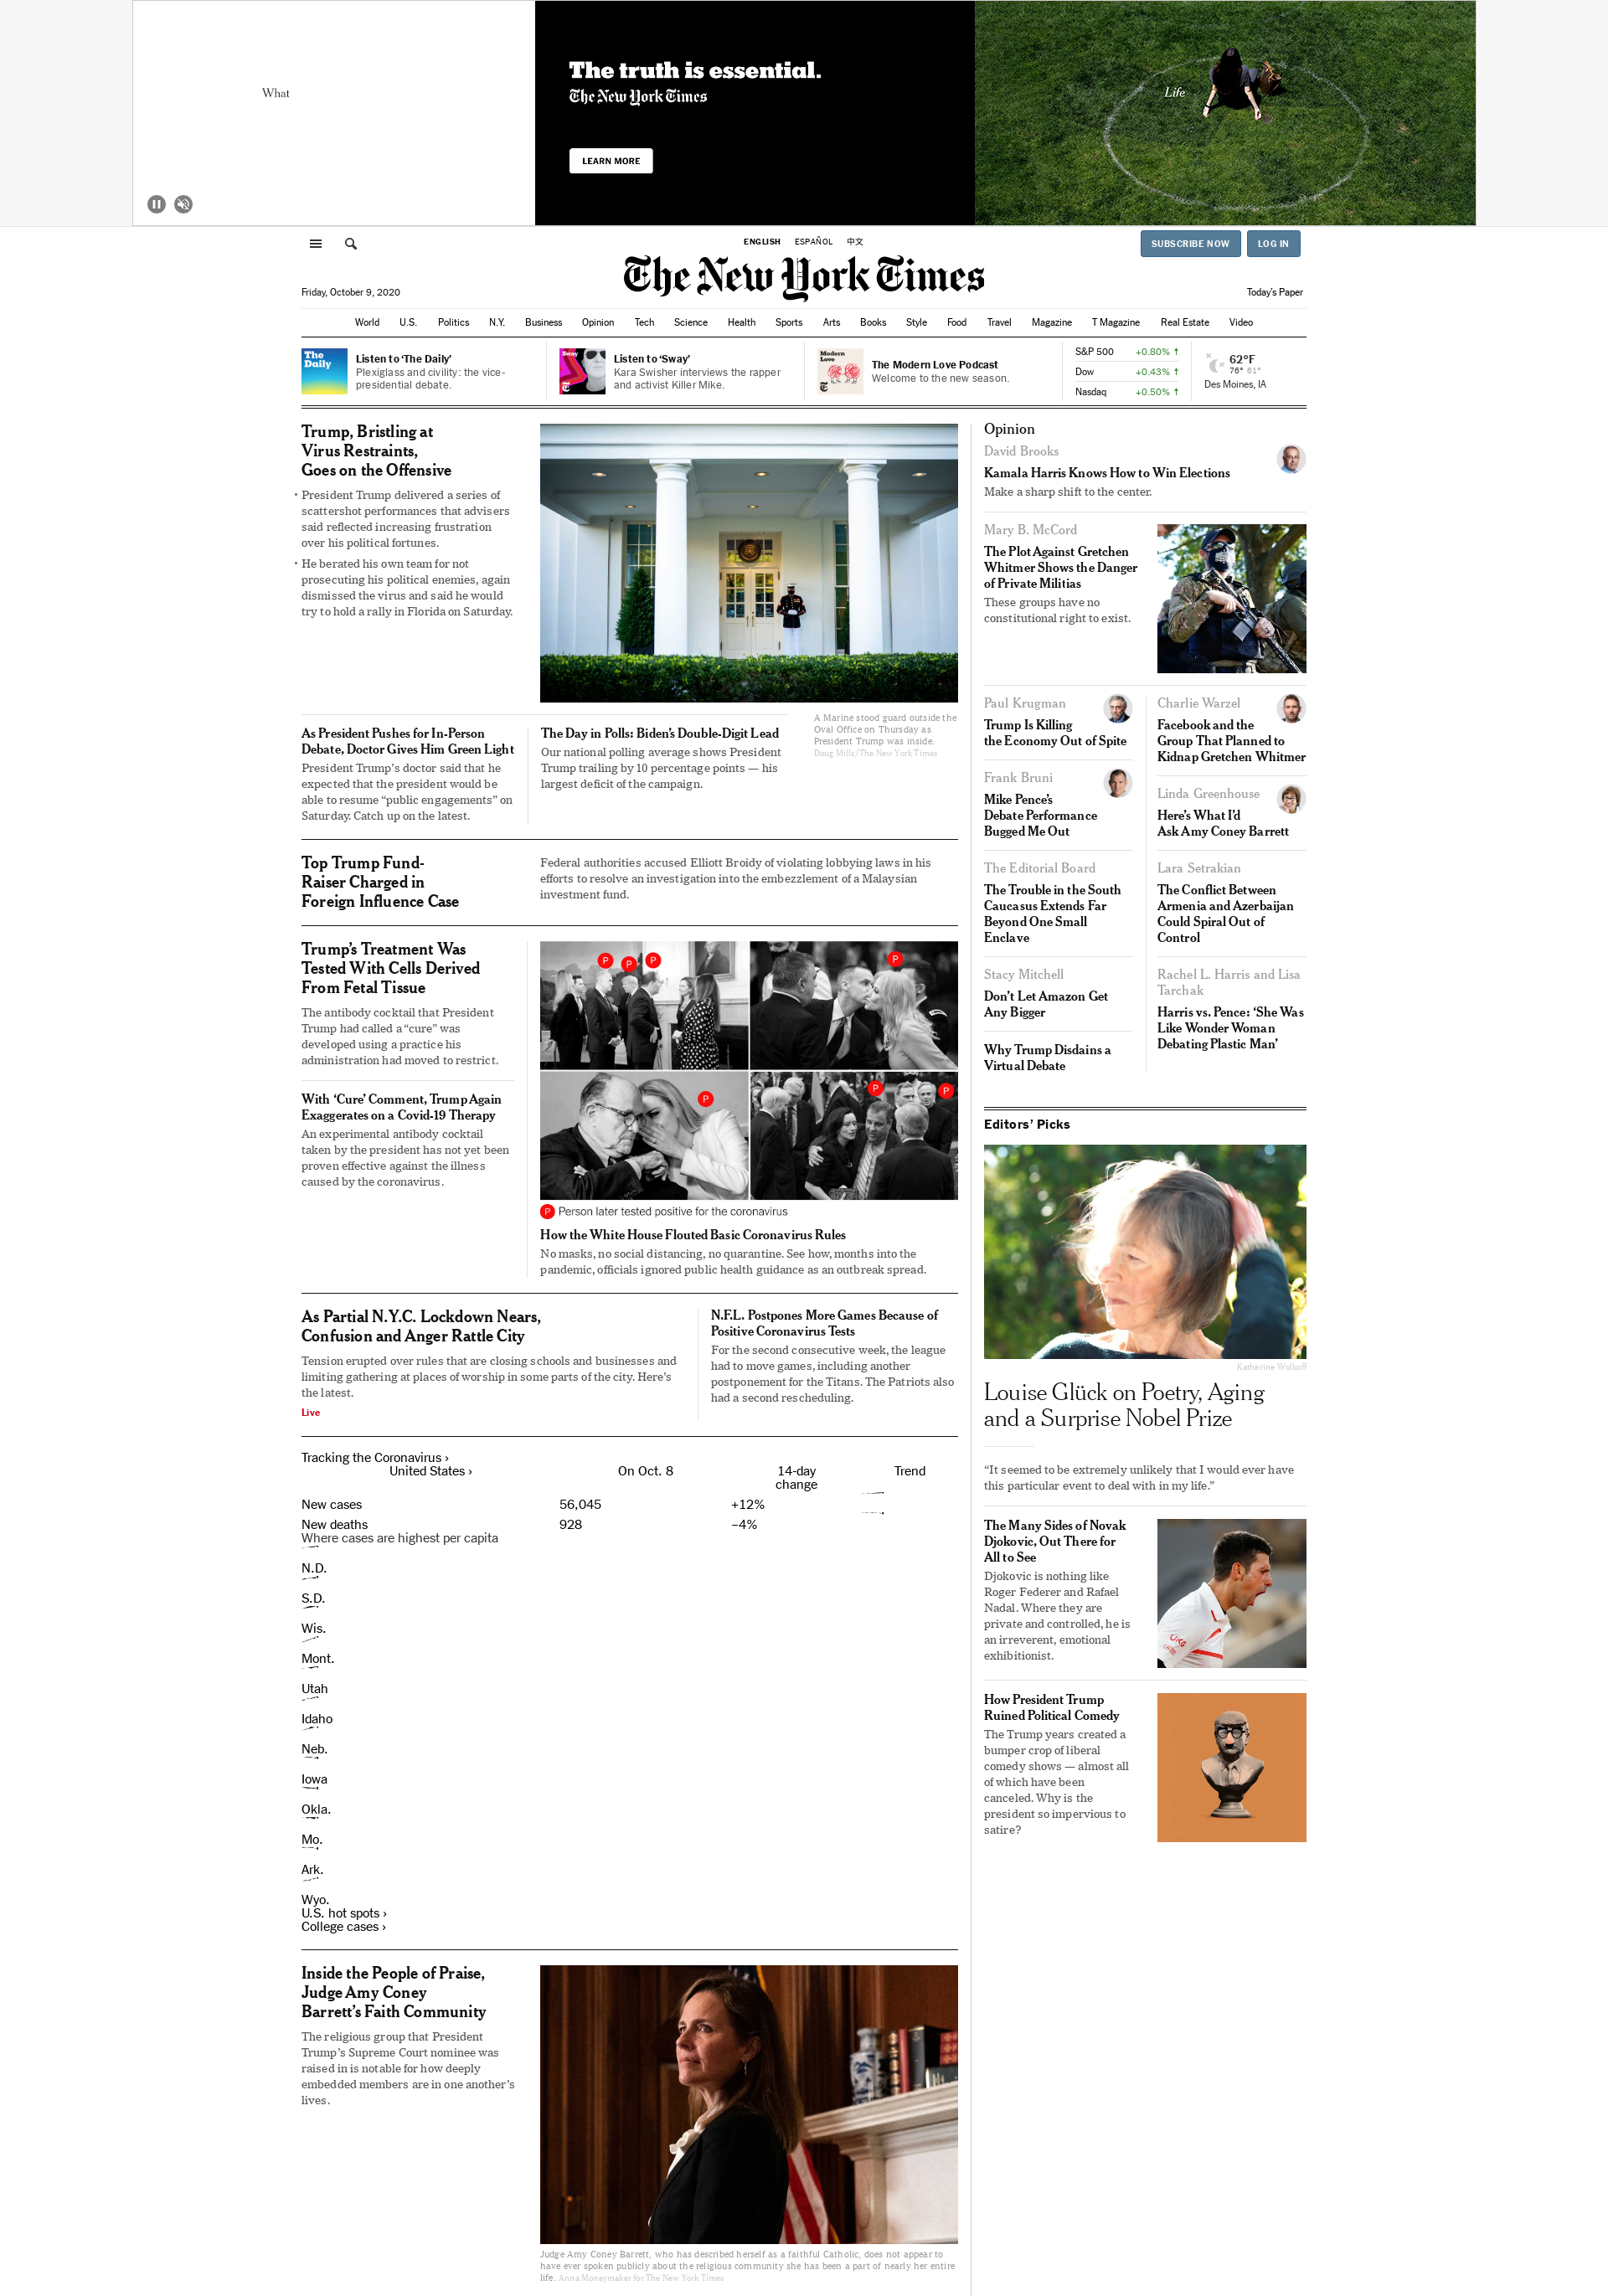 What
The truth is essential.
The New York Times
LEARN MORE
Life
ENGLISH ESPAÑOL 中文
SUBSCRIBE NOW LOG IN
The New York Times
Friday, October 9, 2020
Today's Paper
World U.S. Politics N.Y. Business Opinion Tech Science Health Sports Arts Books Style Food Travel Magazine T Magazine Real Estate Video
The
Daily
Listen to ‘The Daily’
Plexiglass and civility: the vice-
presidential debate.
Sway
Listen to ‘Sway’
Kara Swisher interviews the rapper
and activist Killer Mike.
Modern
Love
The Modern Love Podcast
Welcome to the new season.
S&P 500 +0.80% ↑
Dow +0.43% ↑
Nasdaq +0.50% ↑
62°F
76° 61°
Des Moines, IA
Trump, Bristling at
Virus Restraints,
Goes on the Offensive
• President Trump delivered a series of
scattershot performances that advisers
said reflected increasing frustration
over his political fortunes.
• He berated his own team for not
prosecuting his political enemies, again
dismissed the virus and said he would
try to hold a rally in Florida on Saturday.
A Marine stood guard outside the
Oval Office on Thursday as
President Trump was inside.
Doug Mills/The New York Times
As President Pushes for In-Person
Debate, Doctor Gives Him Green Light
President Trump’s doctor said that he
expected that the president would be
able to resume “public engagements” on
Saturday. Catch up on the latest.
The Day in Polls: Biden’s Double-Digit Lead
Our national polling average shows President
Trump trailing by 10 percentage points — his
largest deficit of the campaign.
Top Trump Fund-
Raiser Charged in
Foreign Influence Case
Federal authorities accused Elliott Broidy of violating lobbying laws in his
efforts to resolve an investigation into the embezzlement of a Malaysian
investment fund.
Trump’s Treatment Was
Tested With Cells Derived
From Fetal Tissue
The antibody cocktail that President
Trump had called a “cure” was
developed using a practice his
administration had moved to restrict.
With ‘Cure’ Comment, Trump Again
Exaggerates on a Covid-19 Therapy
An experimental antibody cocktail
taken by the president has not yet been
proven effective against the illness
caused by the coronavirus.
P P P P
P P P
P Person later tested positive for the coronavirus
How the White House Flouted Basic Coronavirus Rules
No masks, no social distancing, no quarantine. See how, months into the
pandemic, officials ignored public health guidance as an outbreak spread.
As Partial N.Y.C. Lockdown Nears,
Confusion and Anger Rattle City
Tension erupted over rules that are closing schools and businesses and
limiting gathering at places of worship in some parts of the city. Here’s
the latest.
Live
N.F.L. Postpones More Games Because of
Positive Coronavirus Tests
For the second consecutive week, the league
had to move games, including another
postponement for the Titans. The Patriots also
had a second rescheduling.
Tracking the Coronavirus ›
United States › On Oct. 8 14-day
change Trend
New cases 56,045 +12%
New deaths 928 –4%
Where cases are highest per capita
N.D.
S.D.
Wis.
Mont.
Utah
Idaho
Neb.
Iowa
Okla.
Mo.
Ark.
Wyo.
U.S. hot spots ›
College cases ›
Inside the People of Praise,
Judge Amy Coney
Barrett’s Faith Community
The religious group that President
Trump’s Supreme Court nominee was
raised in is notable for how deeply
embedded members are in one another’s
lives.
Judge Amy Coney Barrett, who has described herself as a faithful Catholic, does not appear to
have ever spoken publicly about the religious community she has been a part of nearly her entire
life. Anna Moneymaker for The New York Times
Opinion
David Brooks
Kamala Harris Knows How to Win Elections
Make a sharp shift to the center.
Mary B. McCord
The Plot Against Gretchen
Whitmer Shows the Danger
of Private Militias
These groups have no
constitutional right to exist.
Paul Krugman
Trump Is Killing
the Economy Out of Spite
Frank Bruni
Mike Pence’s
Debate Performance
Bugged Me Out
The Editorial Board
The Trouble in the South
Caucasus Extends Far
Beyond One Small
Enclave
Stacy Mitchell
Don’t Let Amazon Get
Any Bigger
Why Trump Disdains a
Virtual Debate
Charlie Warzel
Facebook and the
Group That Planned to
Kidnap Gretchen Whitmer
Linda Greenhouse
Here’s What I’d
Ask Amy Coney Barrett
Lara Setrakian
The Conflict Between
Armenia and Azerbaijan
Could Spiral Out of
Control
Rachel L. Harris and Lisa
Tarchak
Harris vs. Pence: ‘She Was
Like Wonder Woman
Debating Plastic Man’
Editors’ Picks
Katherine Wolkoff
Louise Glück on Poetry, Aging
and a Surprise Nobel Prize
“It seemed to be extremely unlikely that I would ever have
this particular event to deal with in my life.”
The Many Sides of Novak
Djokovic, Out There for
All to See
Djokovic is nothing like
Roger Federer and Rafael
Nadal. Where they are
private and controlled, he is
an irreverent, emotional
exhibitionist.
How President Trump
Ruined Political Comedy
The Trump years created a
bumper crop of liberal
comedy shows — almost all
of which have been
canceled. Why is the
president so impervious to
satire?